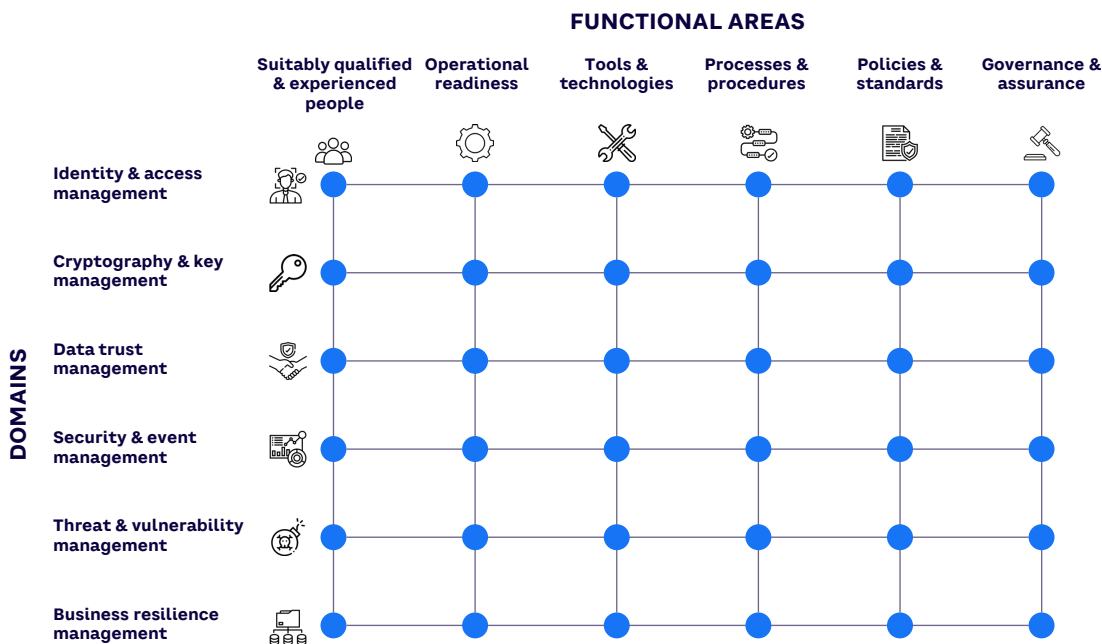 FUNCTIONAL AREAS
Suitably qualified
& experienced
people
Operational
readiness
Tools &
technologies
Processes &
procedures
Policies &
standards
Governance &
assurance
DOMAINS
Identity & access
management
Cryptography & key
management
Data trust
management
Security & event
management
Threat & vulnerability
management
Business resilience
management